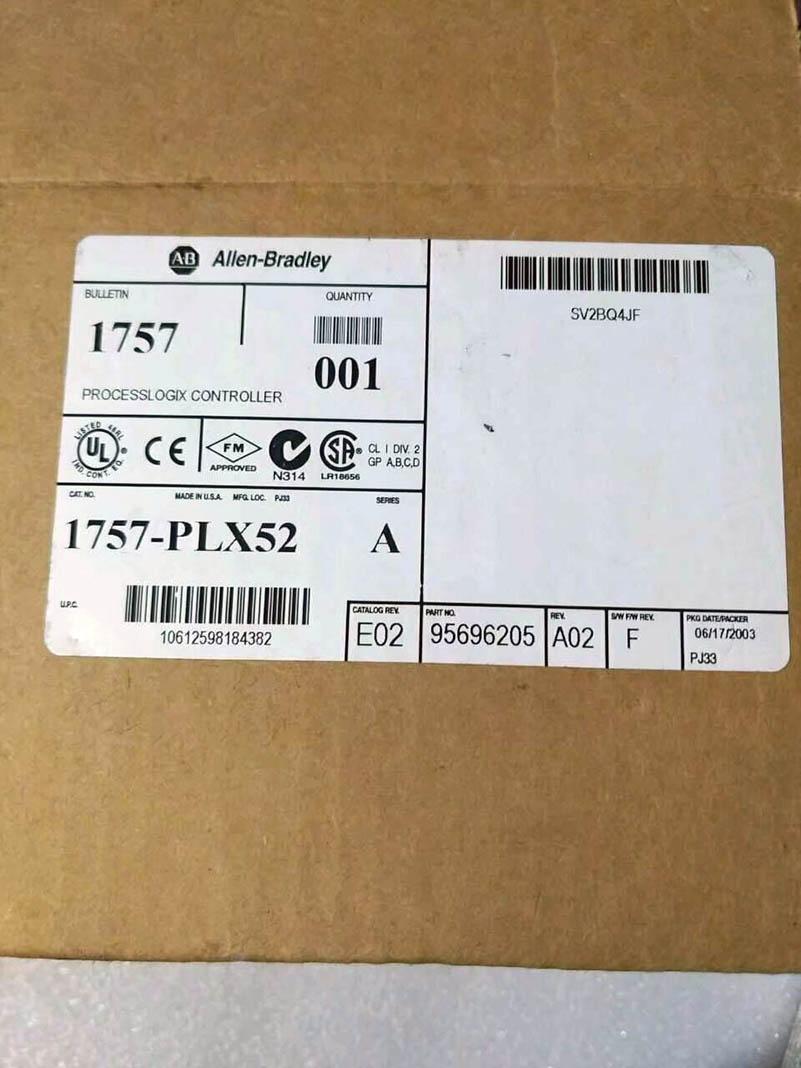 AB Allen-Bradley
BULLETIN
1757
QUANTITY
001
PROCESSLOGIX CONTROLLER
SV2BQ4JF
LISTED
UL
IND. CONT. EQ.
CE
FM
APPROVED
N314
SA
LR18656
CL I DIV. 2
GP A,B,C,D
CAT. NO. MADE IN U.S.A. MFG. LOC. PJ33 SERIES
1757-PLX52 A
U.P.C.
10612598184382
CATALOG REV.
E02
PART NO.
95696205
REV.
A02
S/W F/W REV.
F
PKG DATE/PACKER
06/17/2003
PJ33